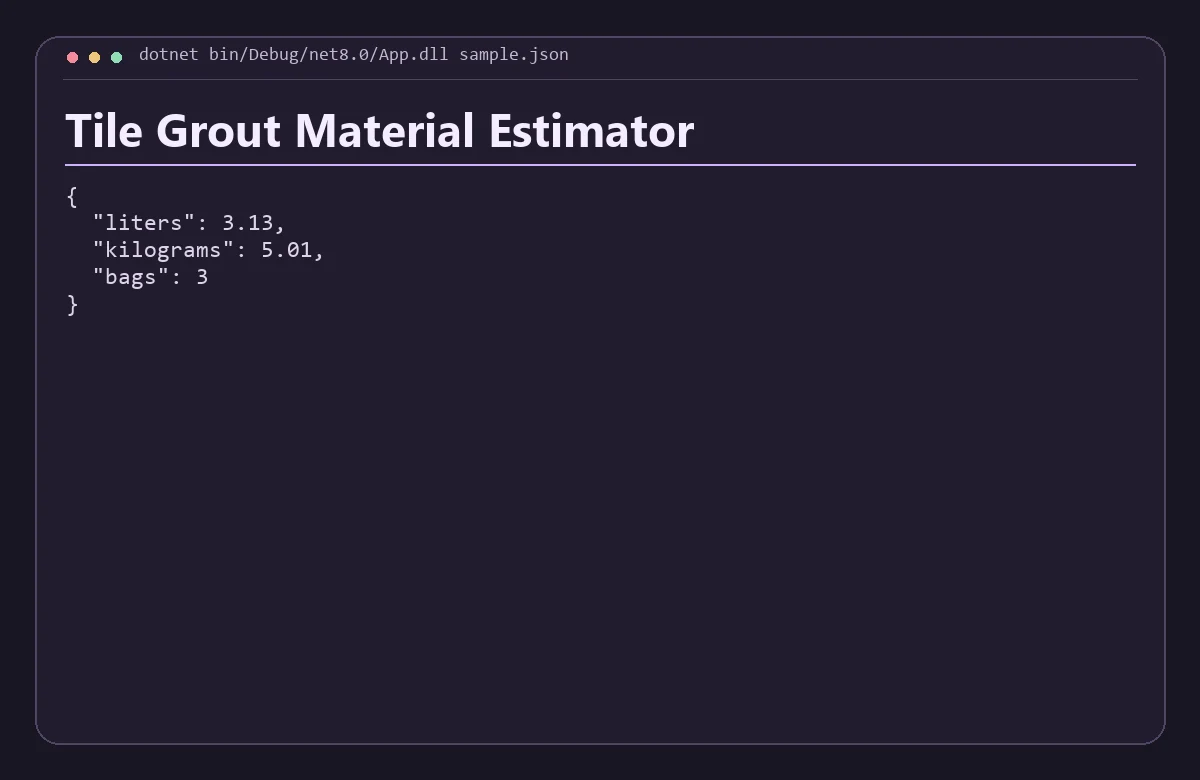 dotnet bin/Debug/net8.0/App.dll sample.json
Tile Grout Material Estimator
{
  "liters": 3.13,
  "kilograms": 5.01,
  "bags": 3
}